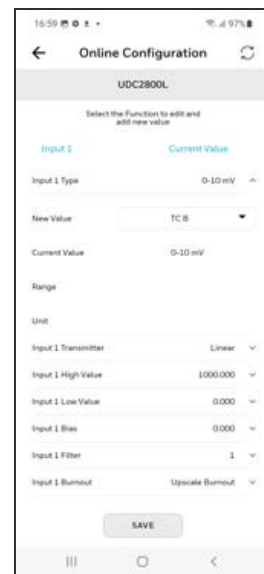 16:59
97%
Online Configuration
UDC2800L
Select the Function to edit and
add new value
Input 1 Current Value
Input 1 Type 0-10 mV
New Value TC B
Current Value 0-10 mV
Range
Unit
Input 1 Transmitter Linear
Input 1 High Value 1000.000
Input 1 Low Value 0.000
Input 1 Bias 0.000
Input 1 Filter 1
Input 1 Burnout Upscale Burnout
SAVE